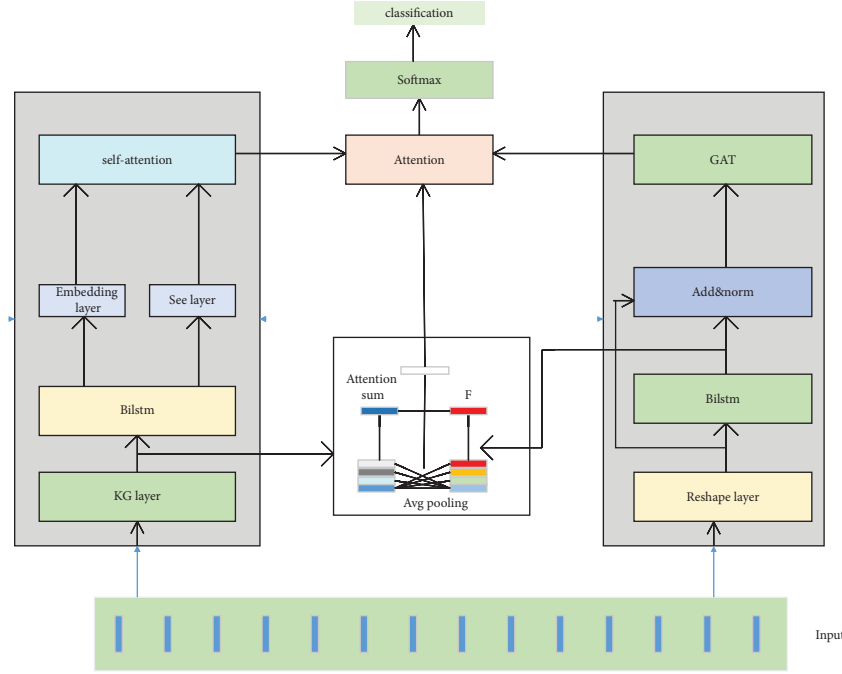 classification
Softmax
self-attention
Attention
GAT
Embedding
layer
See layer
Add&norm
Attention
sum
F
Bilstm
Bilstm
KG layer
Avg pooling
Reshape layer
Input